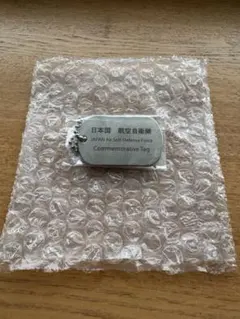 日本国 航空自衛隊
JAPAN Air Self-Defense Force
Commemorative Tag